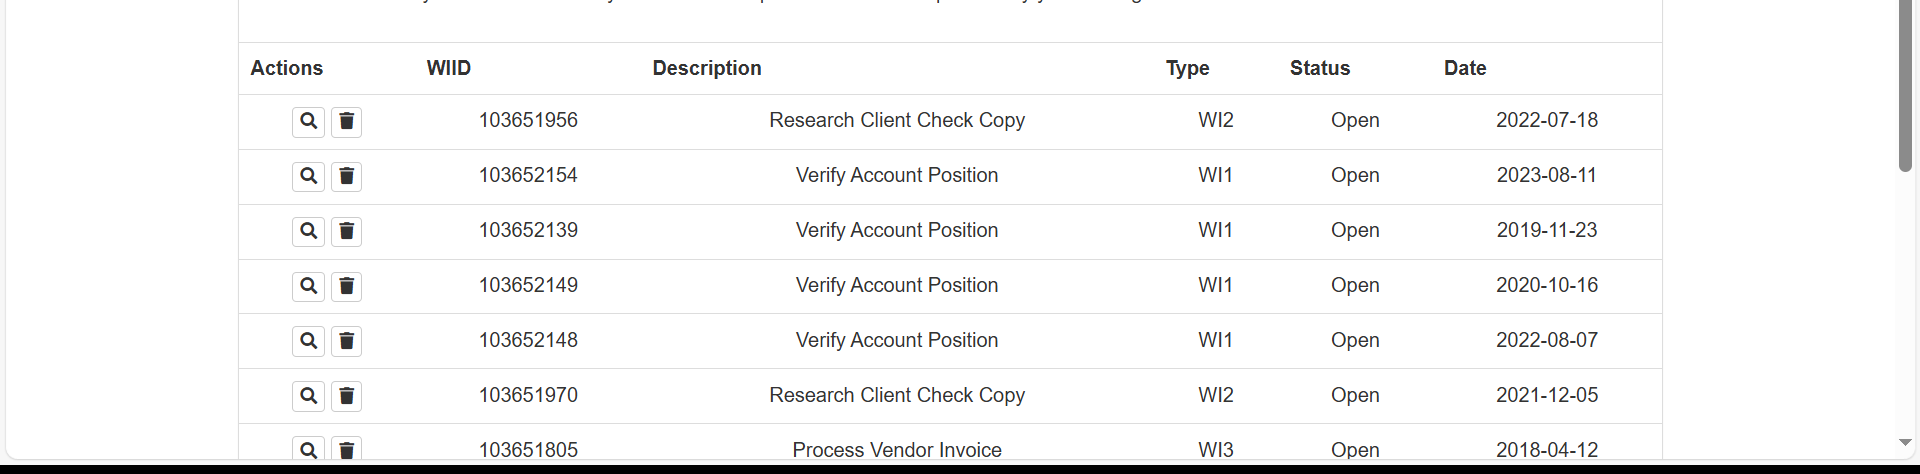 Actions WIID Description Type Status Date
103651956 Research Client Check Copy WI2 Open 2022-07-18
103652154 Verify Account Position WI1 Open 2023-08-11
103652139 Verify Account Position WI1 Open 2019-11-23
103652149 Verify Account Position WI1 Open 2020-10-16
103652148 Verify Account Position WI1 Open 2022-08-07
103651970 Research Client Check Copy WI2 Open 2021-12-05
103651805 Process Vendor Invoice WI3 Open 2018-04-12